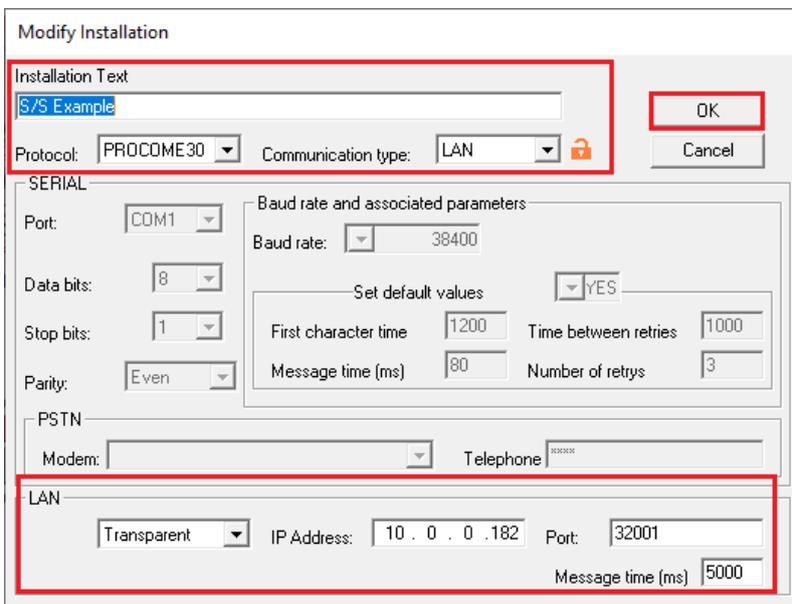 Modify Installation
Installation Text
S/S Example
OK
Protocol: PROCOME30 Communication type: LAN
Cancel
SERIAL
Port: COM1
Baud rate and associated parameters
Baud rate: 38400
Data bits: 8
Set default values YES
Stop bits: 1
First character time 1200 Time between retries 1000
Parity: Even
Message time (ms) 80 Number of retrys 3
PSTN
Modem: Telephone ****
LAN
Transparent IP Address: 10 . 0 . 0 .182 Port: 32001
Message time (ms) 5000